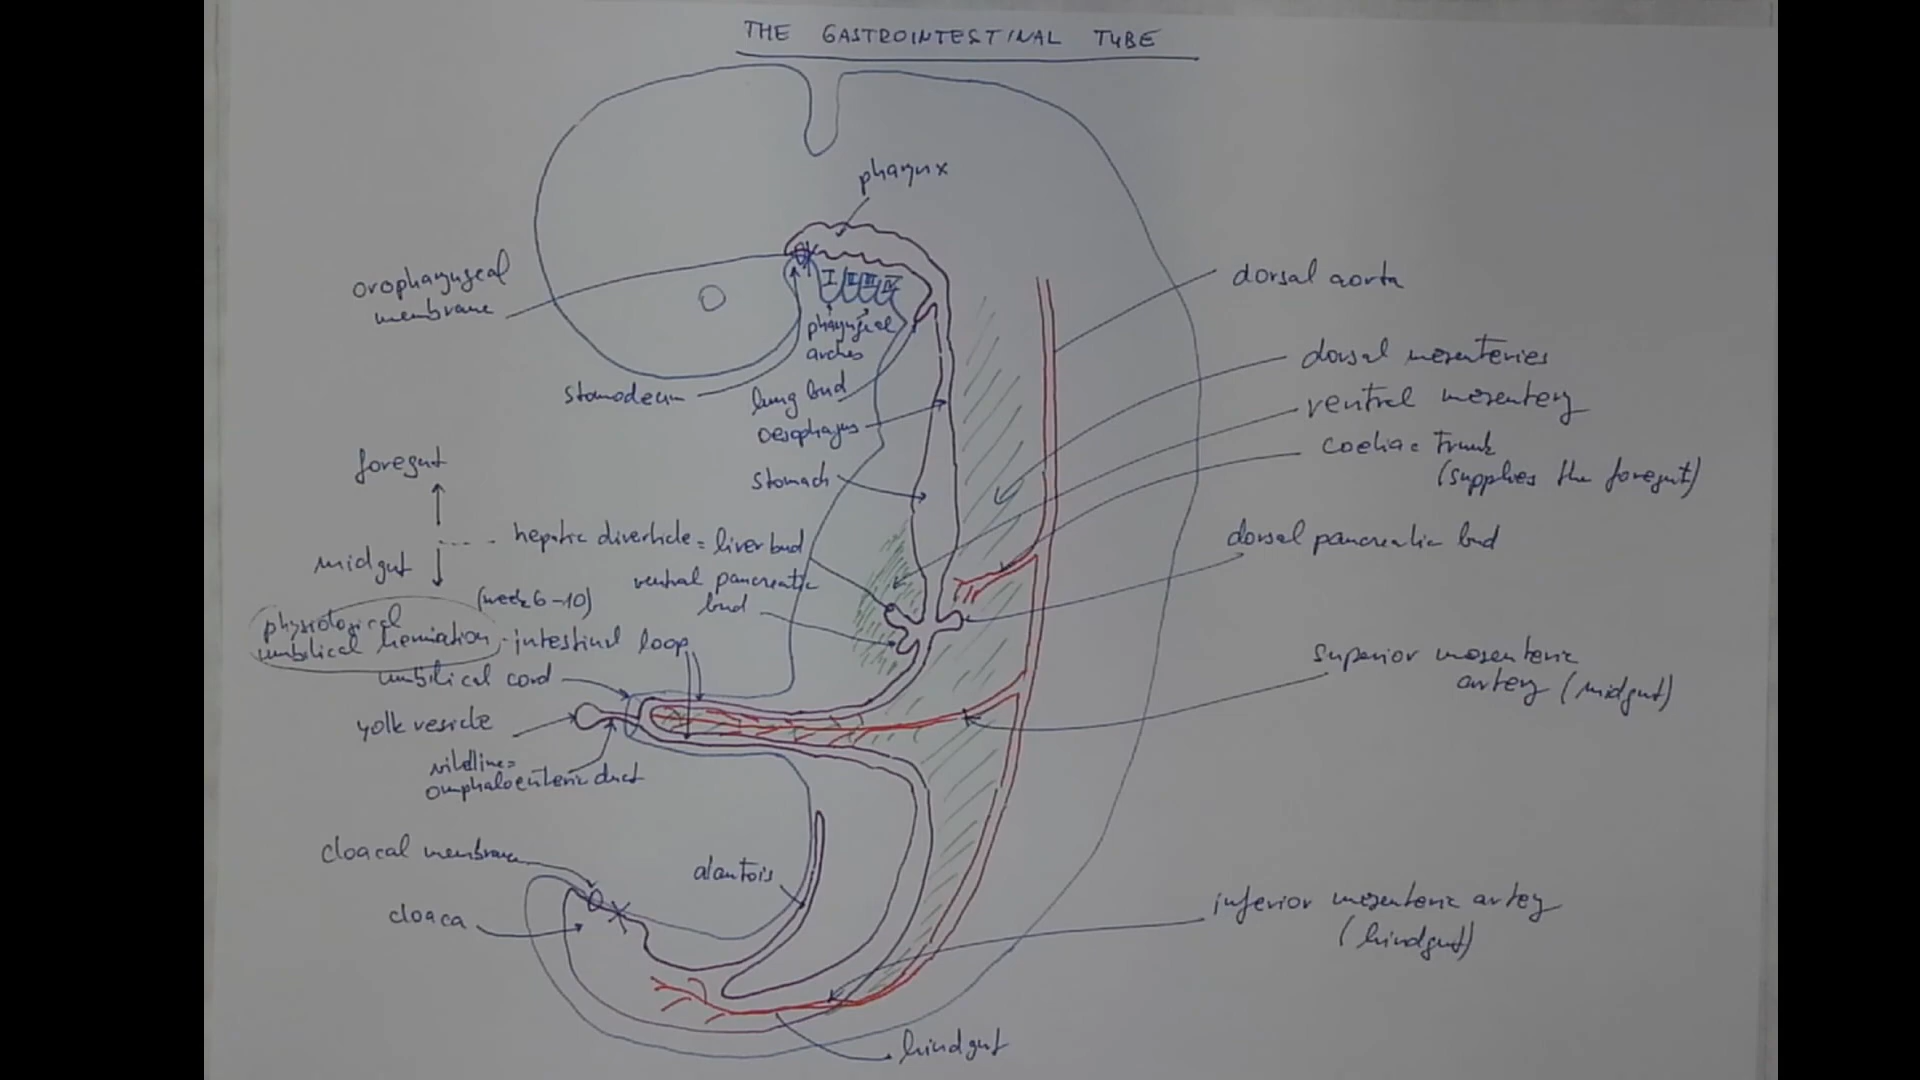 THE GASTROINTESTINAL TUBE
pharynx
oropharyngeal
membrane
I II III IV
pharyngeal
arches
stomodeum
lung bud
oesophagus
stomach
foregut
midgut
hepatic diverticle = liver bud
ventral pancreatic
bud
(week 6-10)
physiological
umbilical herniation
intestinal loop
umbilical cord
yolk vesicle
vitelline =
omphaloenteric duct
cloacal membrane
cloaca
alantois
hindgut
dorsal aorta
dorsal mesenteries
ventral mesentery
coeliac trunk
(supplies the foregut)
dorsal pancreatic bud
superior mesenteric
artery (midgut)
inferior mesenteric artery
(hindgut)